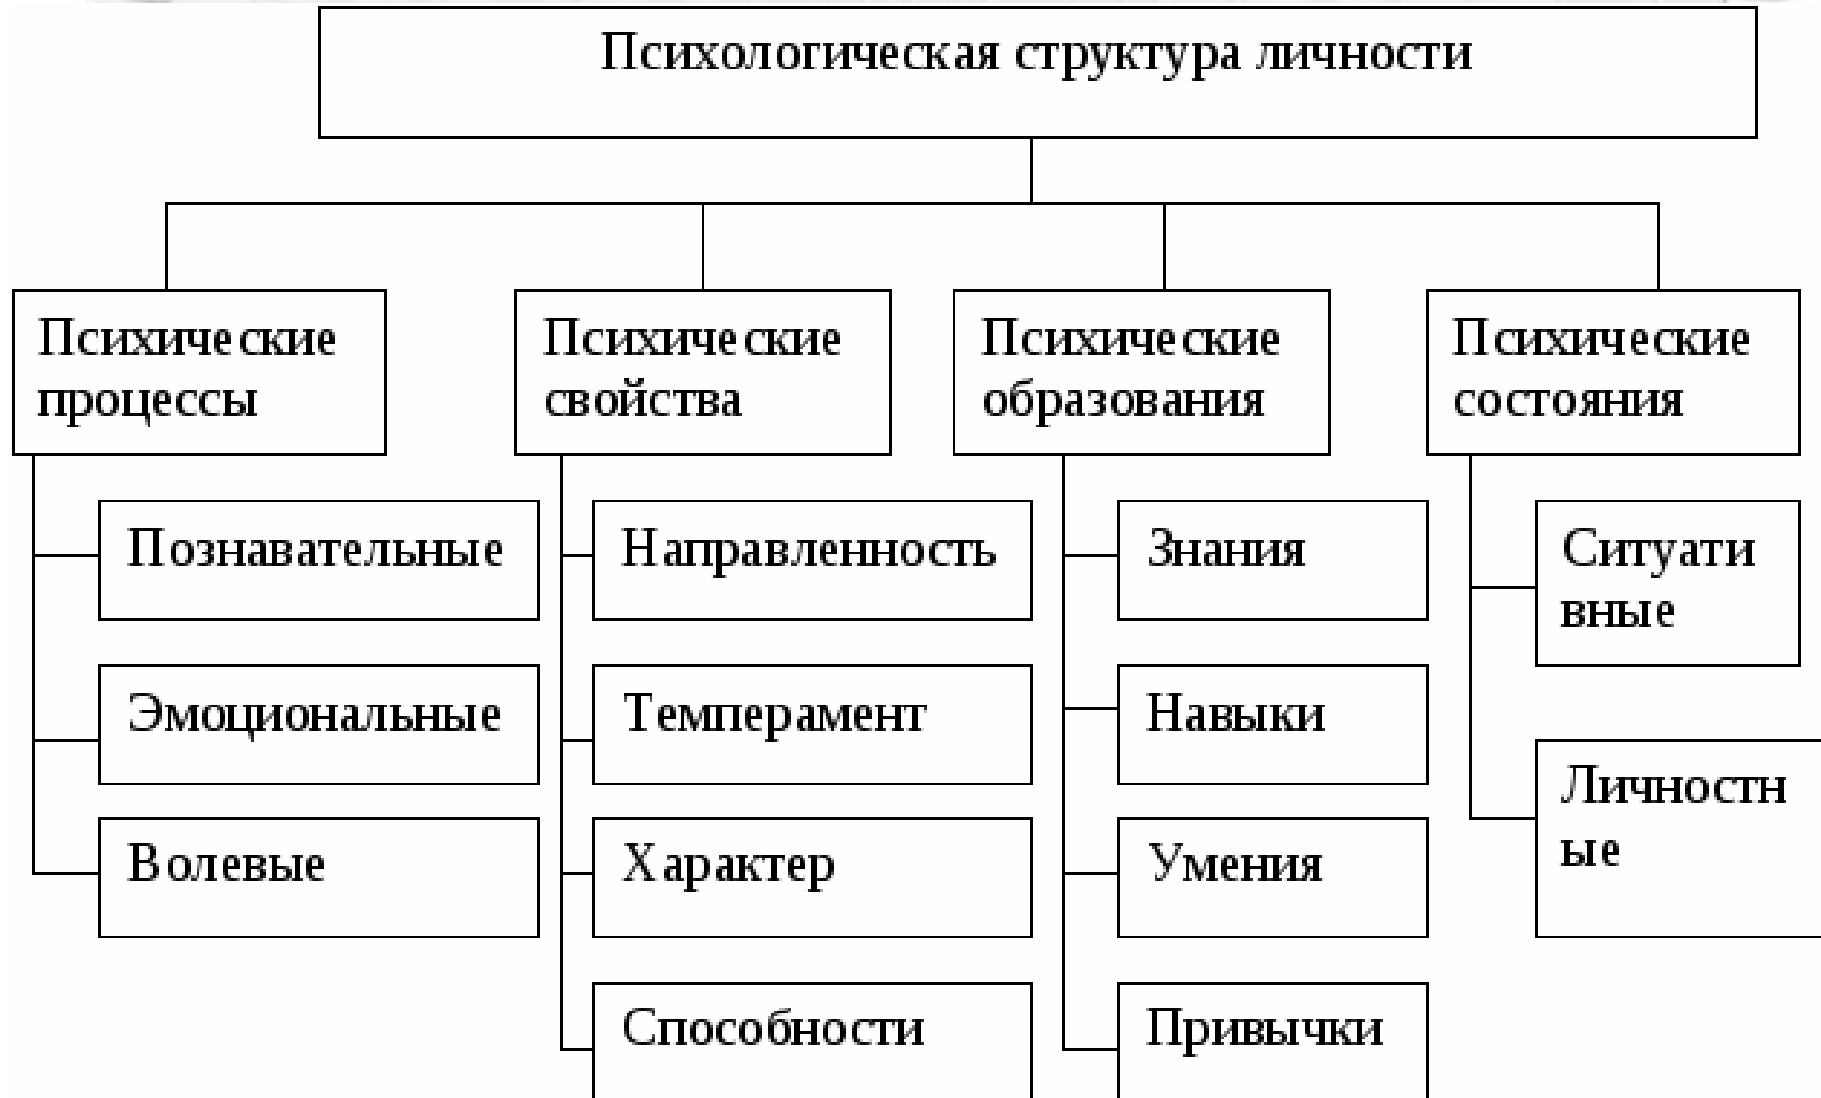 Психологическая структура личности
Психические
процессы
Познавательные
Эмоциональные
Волевые
Психические
свойства
Направленность
Темперамент
Характер
Способности
Психические
образования
Знания
Навыки
Умения
Привычки
Психические
состояния
Ситуати
вные
Личностн
ые